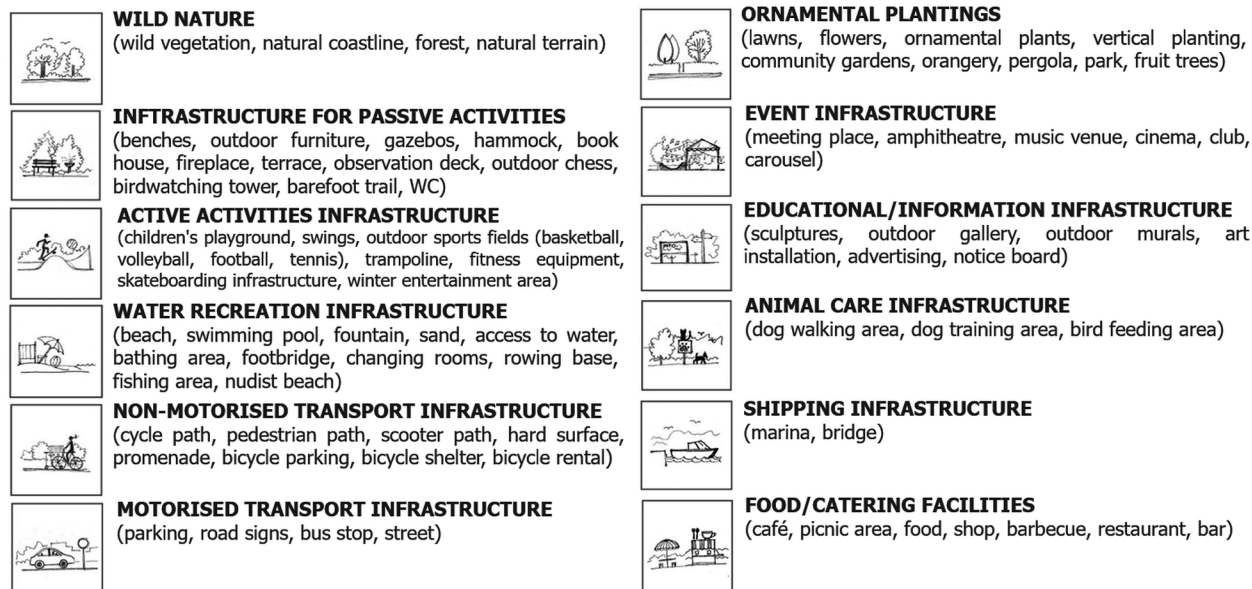 WILD NATURE
(wild vegetation, natural coastline, forest, natural terrain)
INFTRASTRUCTURE FOR PASSIVE ACTIVITIES
(benches, outdoor furniture, gazebos, hammock, book
house, fireplace, terrace, observation deck, outdoor chess,
birdwatching tower, barefoot trail, WC)
ACTIVE ACTIVITIES INFRASTRUCTURE
(children's playground, swings, outdoor sports fields (basketball,
volleyball, football, tennis), trampoline, fitness equipment,
skateboarding infrastructure, winter entertainment area)
WATER RECREATION INFRASTRUCTURE
(beach, swimming pool, fountain, sand, access to water,
bathing area, footbridge, changing rooms, rowing base,
fishing area, nudist beach)
NON-MOTORISED TRANSPORT INFRASTRUCTURE
(cycle path, pedestrian path, scooter path, hard surface,
promenade, bicycle parking, bicycle shelter, bicycle rental)
MOTORISED TRANSPORT INFRASTRUCTURE
(parking, road signs, bus stop, street)
ORNAMENTAL PLANTINGS
(lawns, flowers, ornamental plants, vertical planting,
community gardens, orangery, pergola, park, fruit trees)
EVENT INFRASTRUCTURE
(meeting place, amphitheatre, music venue, cinema, club,
carousel)
EDUCATIONAL/INFORMATION INFRASTRUCTURE
(sculptures, outdoor gallery, outdoor murals, art
installation, advertising, notice board)
ANIMAL CARE INFRASTRUCTURE
(dog walking area, dog training area, bird feeding area)
SHIPPING INFRASTRUCTURE
(marina, bridge)
FOOD/CATERING FACILITIES
(café, picnic area, food, shop, barbecue, restaurant, bar)